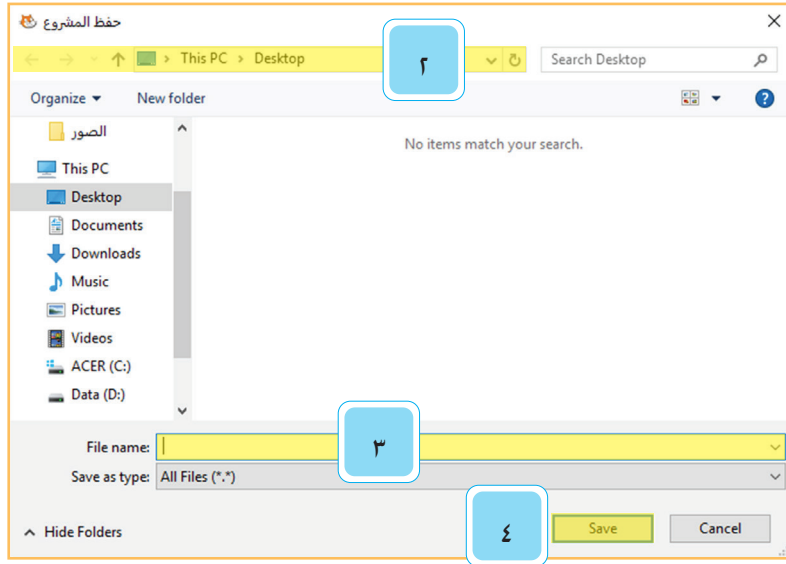 حفظ المشروع
This PC > Desktop
٢
Search Desktop
Organize
New folder
الصور
This PC
Desktop
Documents
Downloads
Music
Pictures
Videos
ACER (C:)
Data (D:)
No items match your search.
File name:
٣
Save as type: All Files (*.*)
Hide Folders
٤
Save
Cancel